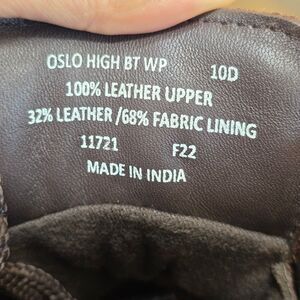 OSLO HIGH BT WP 10D
100% LEATHER UPPER
32% LEATHER /68% FABRIC LINING
11721 F22
MADE IN INDIA